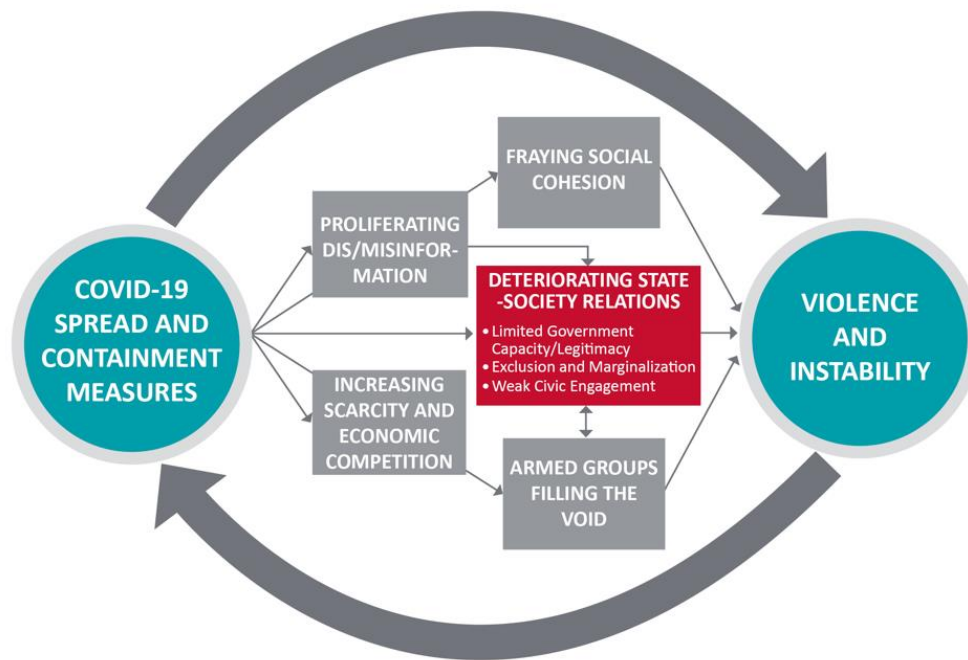 FRAYING SOCIAL
COHESION
PROLIFERATING
DIS/MISINFOR-
MATION
COVID-19
SPREAD AND
CONTAINMENT
MEASURES
DETERIORATING STATE
-SOCIETY RELATIONS
• Limited Government
Capacity/Legitimacy
• Exclusion and Marginalization
• Weak Civic Engagement
VIOLENCE
AND
INSTABILITY
INCREASING
SCARCITY AND
ECONOMIC
COMPETITION
ARMED GROUPS
FILLING THE
VOID